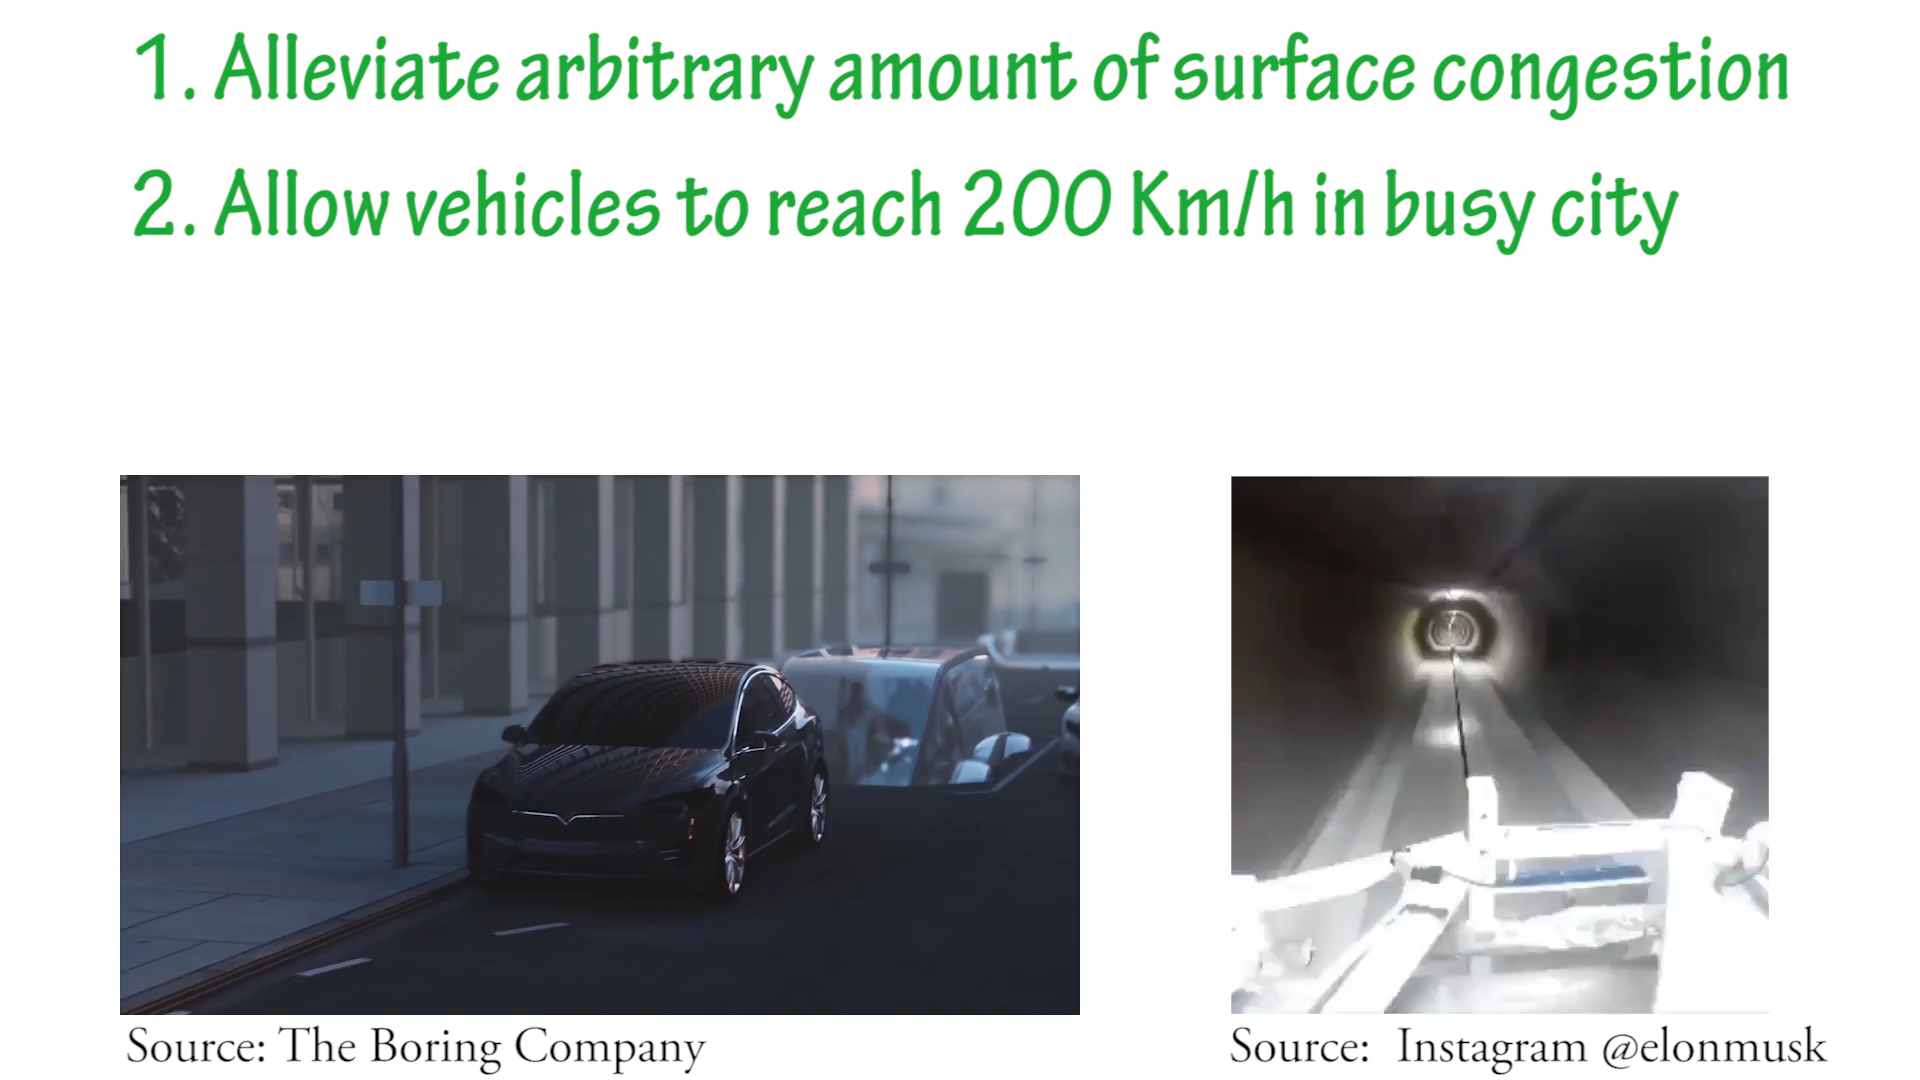 1. Alleviate arbitrary amount of surface congestion
2. Allow vehicles to reach 200 Km/h in busy city
Source: The Boring Company
Source: Instagram @elonmusk